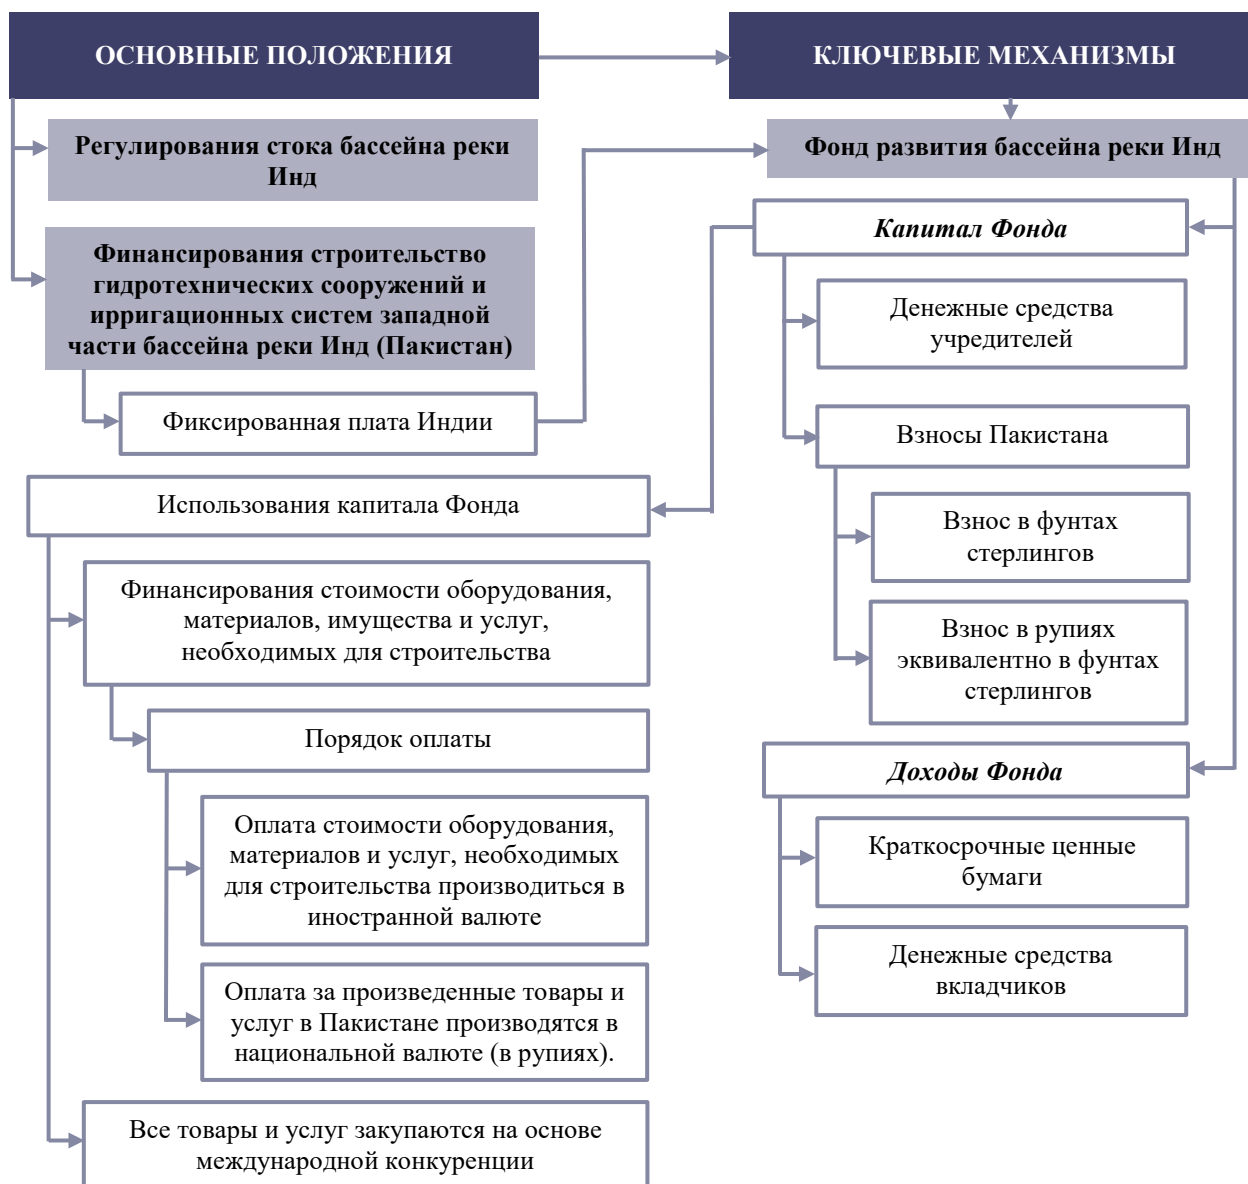 ОСНОВНЫЕ ПОЛОЖЕНИЯ
КЛЮЧЕВЫЕ МЕХАНИЗМЫ
Регулирования стока бассейна реки
Инд
Финансирования строительство
гидротехнических сооружений и
ирригационных систем западной
части бассейна реки Инд (Пакистан)
Фиксированная плата Индии
Фонд развития бассейна реки Инд
Капитал Фонда
Денежные средства
учредителей
Взносы Пакистана
Взнос в фунтах
стерлингов
Взнос в рупиях
эквивалентно в фунтах
стерлингов
Доходы Фонда
Краткосрочные ценные
бумаги
Денежные средства
вкладчиков
Использования капитала Фонда
Финансирования стоимости оборудования,
материалов, имущества и услуг,
необходимых для строительства
Порядок оплаты
Оплата стоимости оборудования,
материалов и услуг, необходимых
для строительства производиться в
иностранной валюте
Оплата за произведенные товары и
услуг в Пакистане производятся в
национальной валюте (в рупиях).
Все товары и услуг закупаются на основе
международной конкуренции